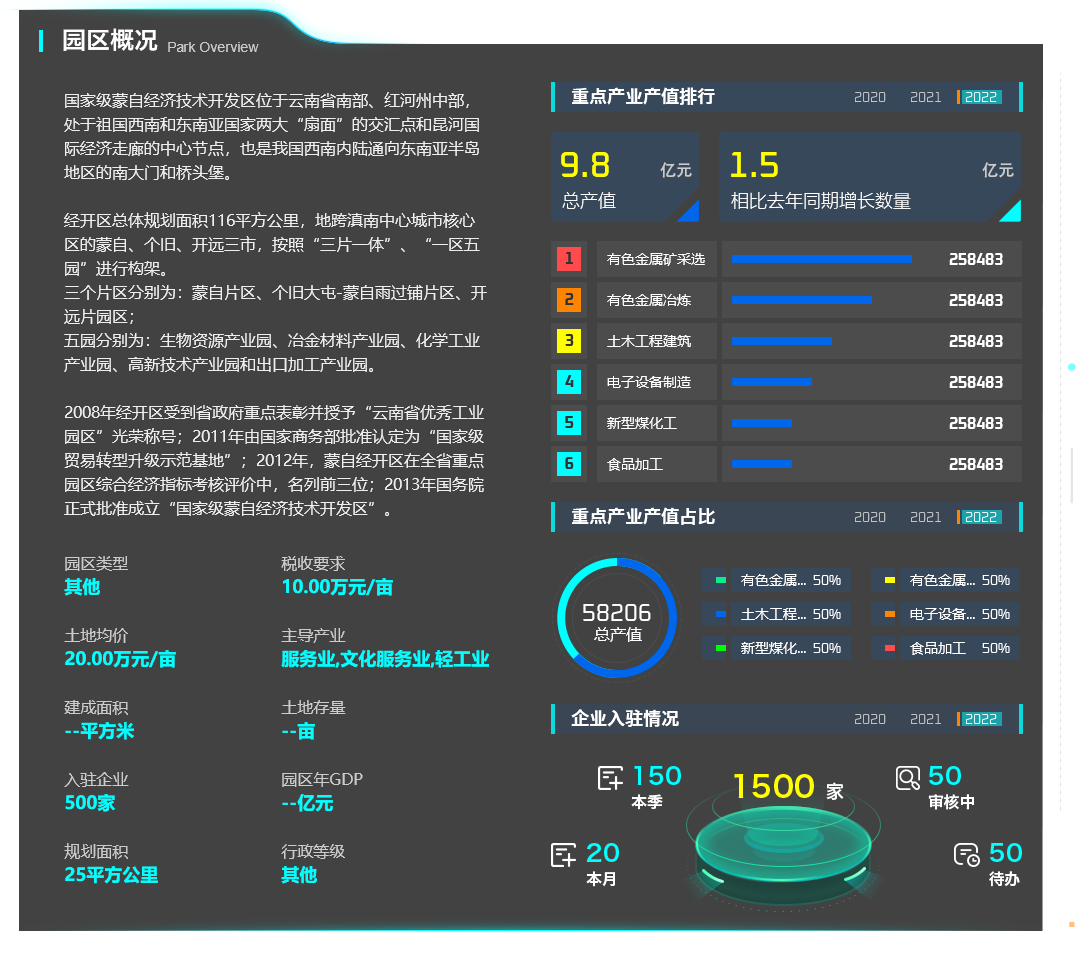 园区概况 Park Overview
国家级蒙自经济技术开发区位于云南省南部、红河州中部，
处于祖国西南和东南亚国家两大“扇面”的交汇点和昆河国
际经济走廊的中心节点，也是我国西南内陆通向东南亚半岛
地区的南大门和桥头堡。
经开区总体规划面积116平方公里，地跨滇南中心城市核心
区的蒙自、个旧、开远三市，按照“三片一体”、“一区五
园”进行构架。
三个片区分别为：蒙自片区、个旧大屯-蒙自雨过铺片区、开
远片园区；
五园分别为：生物资源产业园、冶金材料产业园、化学工业
产业园、高新技术产业园和出口加工产业园。
2008年经开区受到省政府重点表彰并授予“云南省优秀工业
园区”光荣称号；2011年由国家商务部批准认定为“国家级
贸易转型升级示范基地”；2012年，蒙自经开区在全省重点
园区综合经济指标考核评价中，名列前三位；2013年国务院
正式批准成立“国家级蒙自经济技术开发区”。
园区类型 税收要求
其他 10.00万元/亩
土地均价 主导产业
20.00万元/亩 服务业,文化服务业,轻工业
建成面积 土地存量
--平方米 --亩
入驻企业 园区年GDP
500家 --亿元
规划面积 行政等级
25平方公里 其他
重点产业产值排行 2020 2021 2022
9.8 亿元 1.5 亿元
总产值 相比去年同期增长数量
1 有色金属矿采选 258483
2 有色金属冶炼 258483
3 土木工程建筑 258483
4 电子设备制造 258483
5 新型煤化工 258483
6 食品加工 258483
重点产业产值占比 2020 2021 2022
58206
总产值
有色金属... 50% 有色金属... 50%
土木工程... 50% 电子设备... 50%
新型煤化... 50% 食品加工 50%
企业入驻情况 2020 2021 2022
150 1500 家 50
本季 审核中
20 50
本月 待办